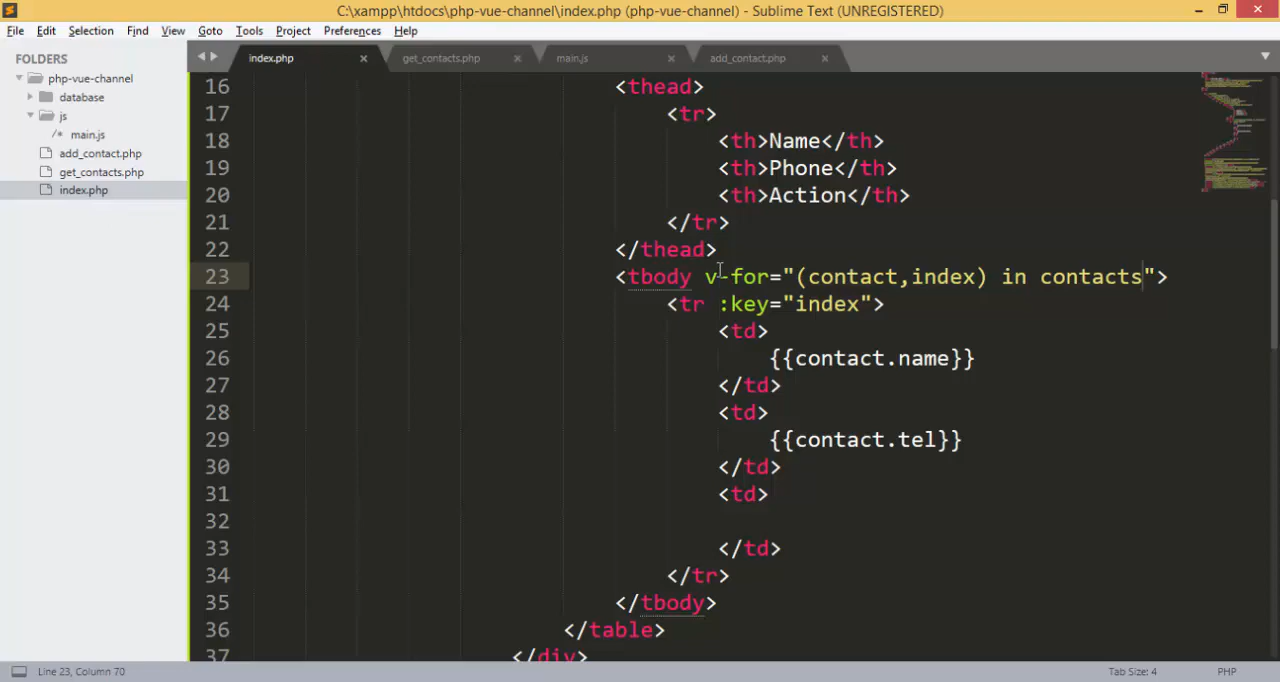 C:\xampp\htdocs\php-vue-channel\index.php (php-vue-channel) - Sublime Text (UNREGISTERED)
File Edit Selection Find View Goto Tools Project Preferences Help
FOLDERS
php-vue-channel
database
js
/* main.js
add_contact.php
get_contacts.php
index.php
index.php get_contacts.php main.js add_contact.php
16 <thead>
17 <tr>
18 <th>Name</th>
19 <th>Phone</th>
20 <th>Action</th>
21 </tr>
22 </thead>
23 <tbody v-for="(contact,index) in contacts">
24 <tr :key="index">
25 <td>
26 {{contact.name}}
27 </td>
28 <td>
29 {{contact.tel}}
30 </td>
31 <td>
32
33 </td>
34 </tr>
35 </tbody>
36 </table>
37 </div>
Line 23, Column 70
Tab Size: 4
PHP